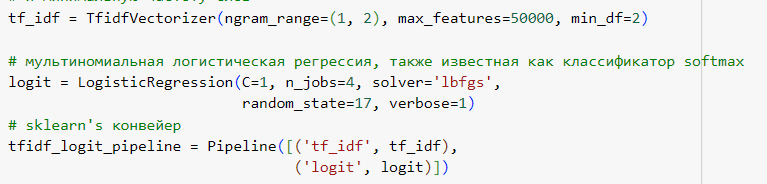 tf_idf = TfidfVectorizer(ngram_range=(1, 2), max_features=50000, min_df=2)
# мультиномиальная логистическая регрессия, также известная как классификатор softmax
logit = LogisticRegression(C=1, n_jobs=4, solver='lbfgs',
random_state=17, verbose=1)
# sklearn's конвейер
tfidf_logit_pipeline = Pipeline([('tf_idf', tf_idf),
('logit', logit)])